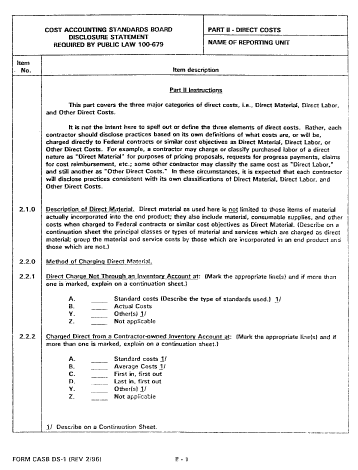 COST ACCOUNTING STANDARDS BOARD
DISCLOSURE STATEMENT
REQUIRED BY PUBLIC LAW 100-679
PART II - DIRECT COSTS
NAME OF REPORTING UNIT
Item
No.
Item description
Part II Instructions
This part covers the three major categories of direct costs, i.e., Direct Material, Direct Labor,
and Other Direct Costs.
It is not the intent here to spell out or define the three elements of direct costs. Rather, each
contractor should disclose practices based on its own definitions of what costs are, or will be,
charged directly to Federal contracts or similar cost objectives as Direct Material, Direct Labor, or
Other Direct Costs. For example, a contractor may charge or classify purchased labor of a direct
nature as "Direct Material" for purposes of pricing proposals, requests for progress payments, claims
for cost reimbursement, etc.; some other contractor may classify the same cost as "Direct Labor,"
and still another as "Other Direct Costs." In these circumstances, it is expected that each contractor
will disclose practices consistent with its own classifications of Direct Material, Direct Labor, and
Other Direct Costs.
2.1.0 Description of Direct Material. Direct material as used here is not limited to those items of material
actually incorporated into the end product; they also include material, consumable supplies, and other
costs when charged to Federal contracts or similar cost objectives as Direct Material. (Describe on a
continuation sheet the principal classes or types of material and services which are charged as direct
material; group the material and service costs by those which are incorporated in an end product and
those which are not.)
2.2.0 Method of Charging Direct Material.
2.2.1 Direct Charge Not Through an Inventory Account at: (Mark the appropriate line(s) and if more than
one is marked, explain on a continuation sheet.)
A. _____ Standard costs (Describe the type of standards used.) 1/
B. _____ Actual Costs
Y. _____ Other(s) 1/
Z. _____ Not applicable
2.2.2 Charged Direct from a Contractor-owned Inventory Account at: (Mark the appropriate line(s) and if
more than one is marked, explain on a continuation sheet.)
A. _____ Standard costs 1/
B. _____ Average Costs 1/
C. _____ First in, first out
D. _____ Last in, first out
Y. _____ Other(s) 1/
Z. _____ Not applicable
1/ Describe on a Continuation Sheet.
FORM CASB DS-1 (REV 2/96)